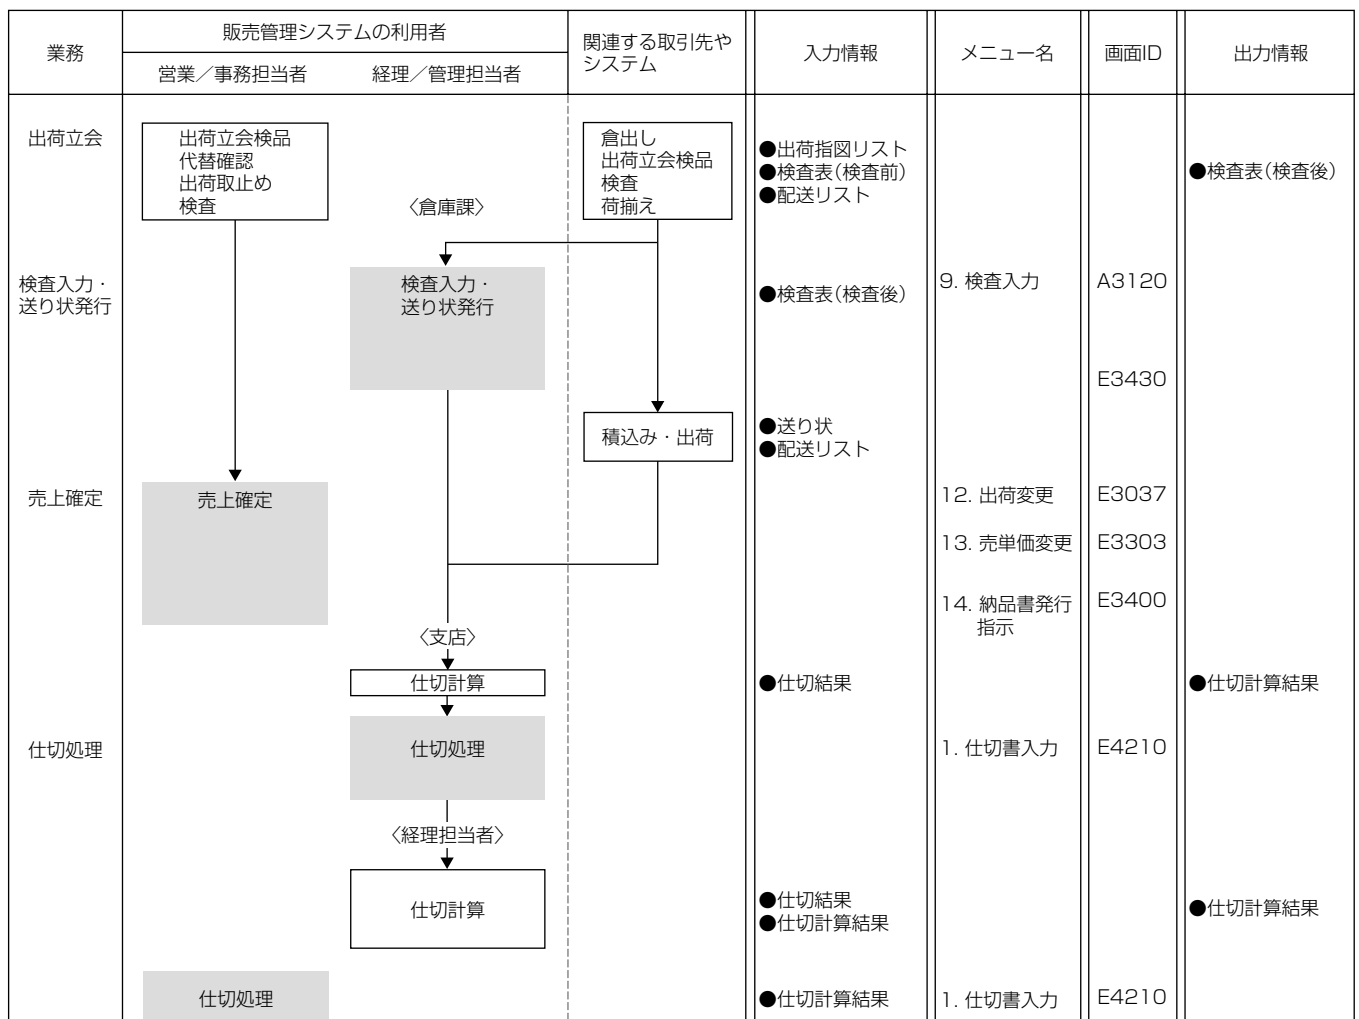 業務
販売管理システムの利用者
営業／事務担当者
経理／管理担当者
関連する取引先や
システム
入力情報
メニュー名
画面ID
出力情報
出荷立会
出荷立会検品
代替確認
出荷取止め
検査
〈倉庫課〉
倉出し
出荷立会検品
検査
荷揃え
●出荷指図リスト
●検査表（検査前）
●配送リスト
●検査表（検査後）
検査入力・
送り状発行
検査入力・
送り状発行
●検査表（検査後）
9. 検査入力
A3120
E3430
積込み・出荷
●送り状
●配送リスト
売上確定
売上確定
12. 出荷変更
E3037
13. 売単価変更
E3303
14. 納品書発行
指示
E3400
〈支店〉
仕切計算
●仕切結果
●仕切計算結果
仕切処理
仕切処理
1. 仕切書入力
E4210
〈経理担当者〉
仕切計算
●仕切結果
●仕切計算結果
●仕切計算結果
仕切処理
●仕切計算結果
1. 仕切書入力
E4210